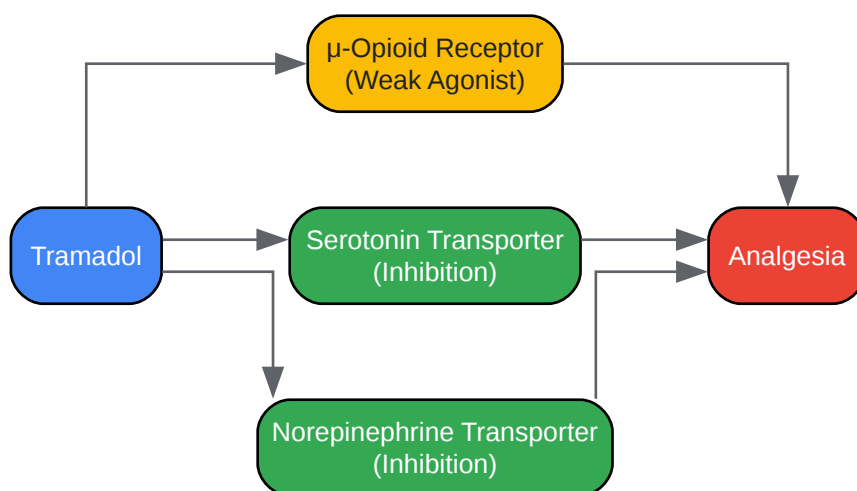 μ-Opioid Receptor
(Weak Agonist)
Tramadol
Serotonin Transporter
(Inhibition)
Analgesia
Norepinephrine Transporter
(Inhibition)